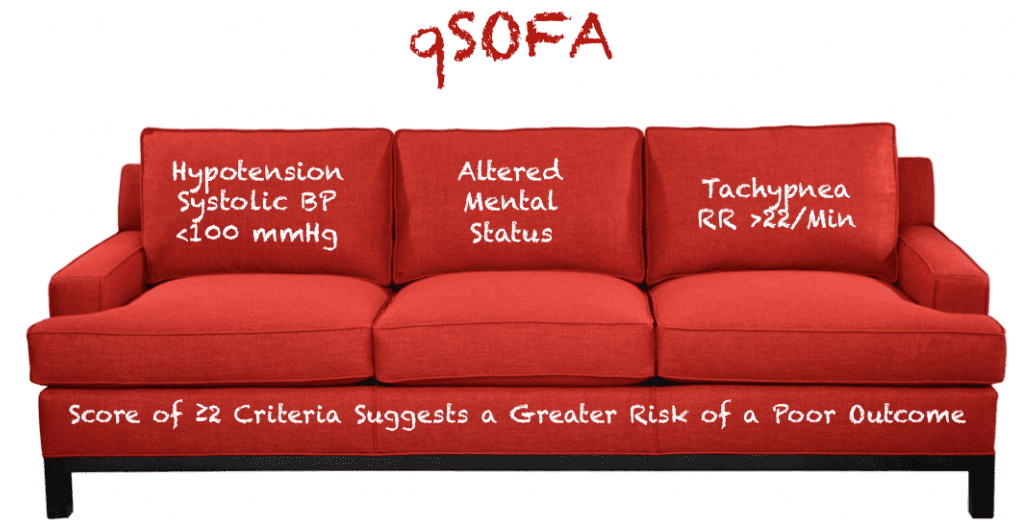 qSOFA
Hypotension
Systolic BP
<100 mmHg
Altered
Mental
Status
Tachypnea
RR >22/Min
Score of ≥2 Criteria Suggests a Greater Risk of a Poor Outcome